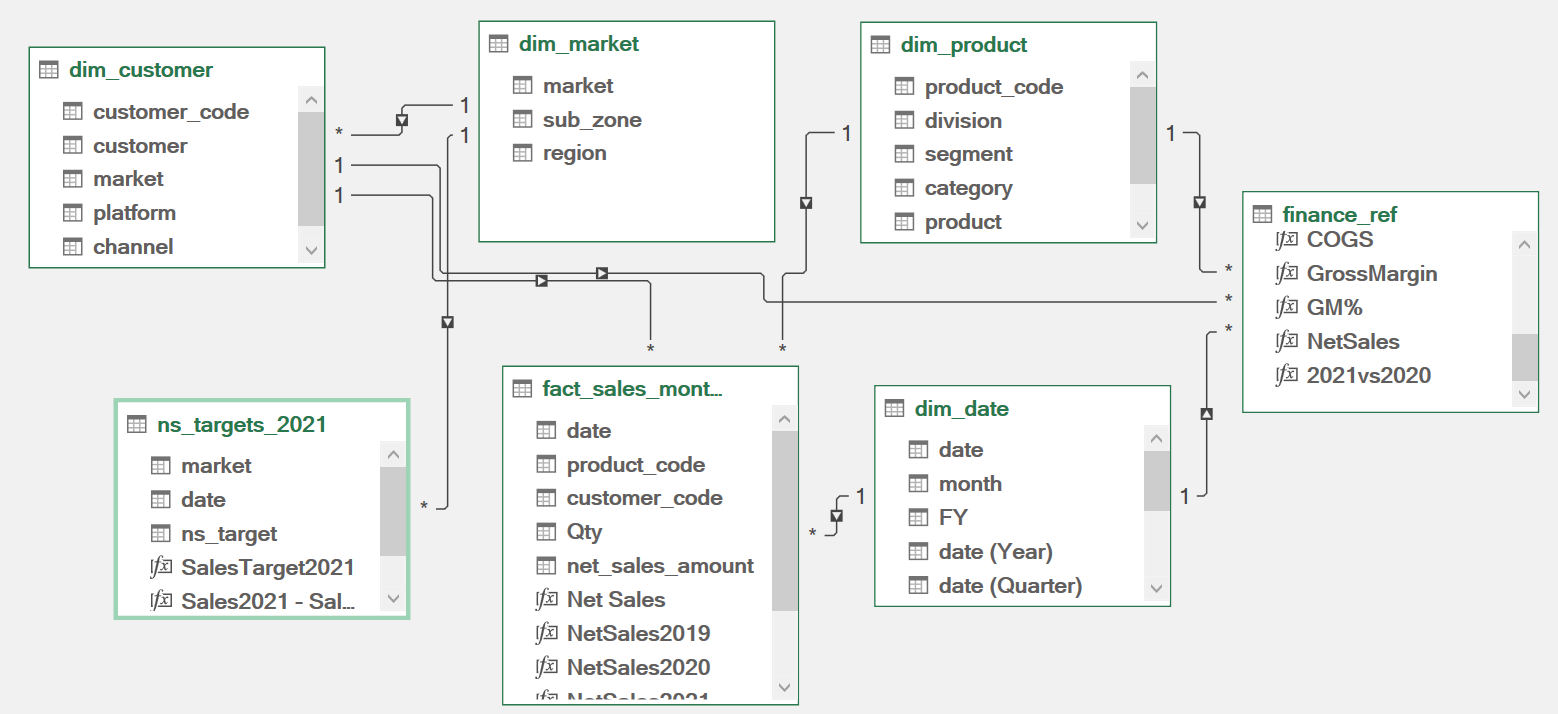 dim_customer
customer_code
customer
market
platform
channel
dim_market
market
sub_zone
region
dim_product
product_code
division
segment
category
product
finance_ref
COGS
GrossMargin
GM%
NetSales
2021vs2020
ns_targets_2021
market
date
ns_target
SalesTarget2021
Sales2021 - Sal...
fact_sales_mont...
date
product_code
customer_code
Qty
net_sales_amount
Net Sales
NetSales2019
NetSales2020
NetSales2021
dim_date
date
month
FY
date (Year)
date (Quarter)
*
1
1
1
1
1
1
*
*
*
*
*
*
1
*
1